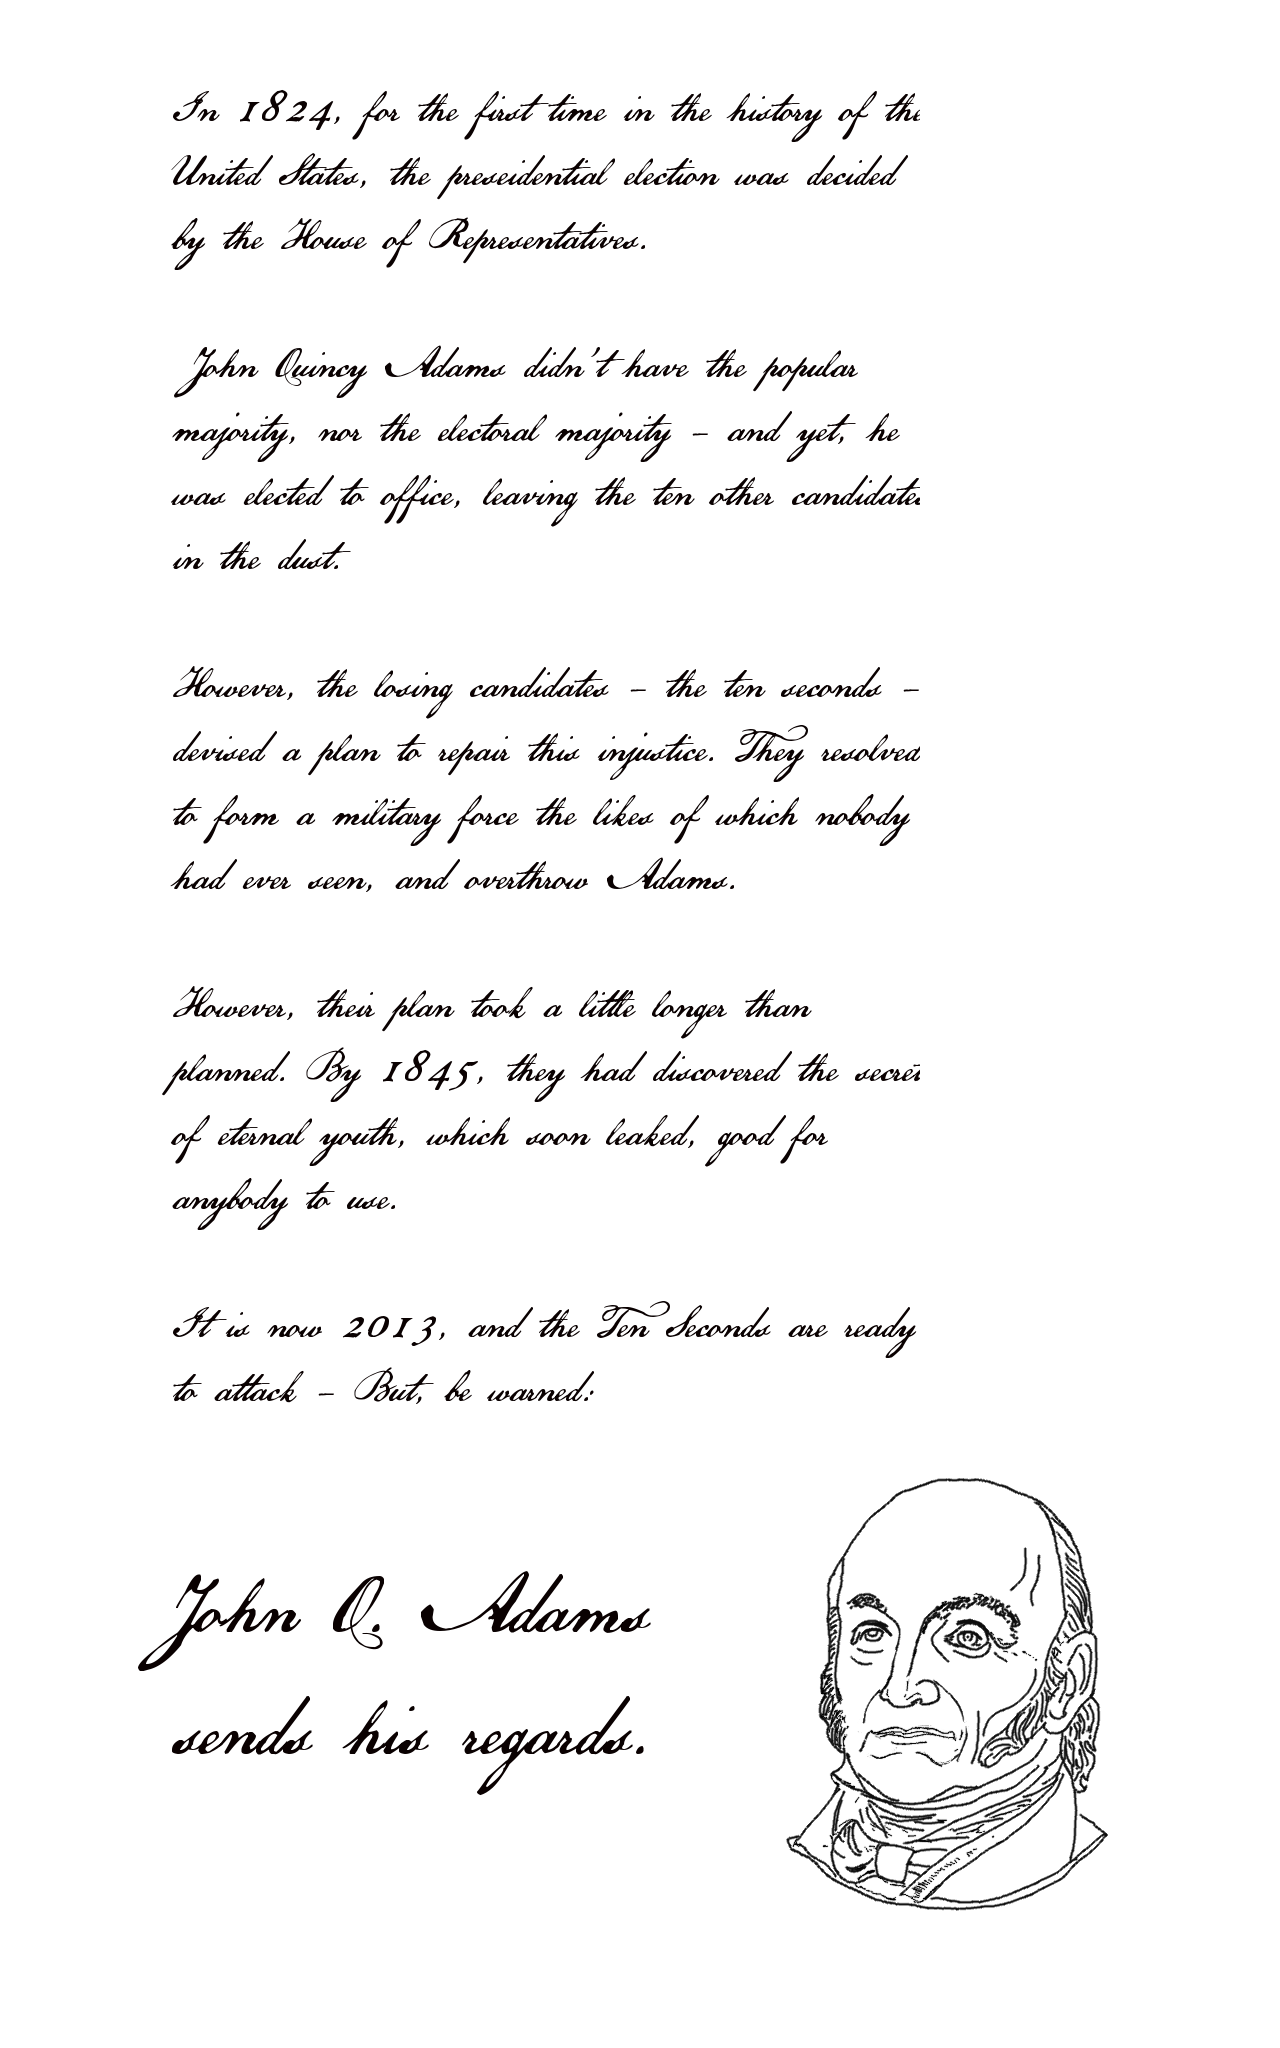 In 1824, for the first time in the history of the
United States, the preseidential election was decided
by the House of Representatives.
John Quincy Adams didn't have the popular
majority, nor the electoral majority – and yet, he
was elected to office, leaving the ten other candidates
in the dust.
However, the losing candidates – the ten seconds –
devised a plan to repair this injustice. They resolved
to form a military force the likes of which nobody
had ever seen, and overthrow Adams.
However, their plan took a little longer than
planned. By 1845, they had discovered the secret
of eternal youth, which soon leaked, good for
anybody to use.
It is now 2013, and the Ten Seconds are ready
to attack – But, be warned:
John Q. Adams
sends his regards.